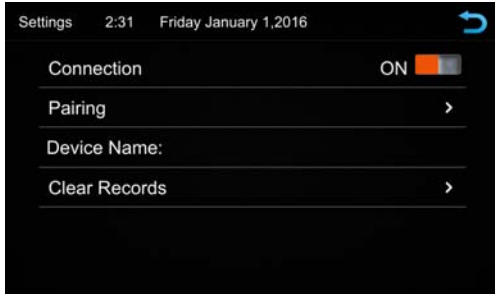 Settings 2:31 Friday January 1,2016
Connection ON
Pairing >
Device Name:
Clear Records >